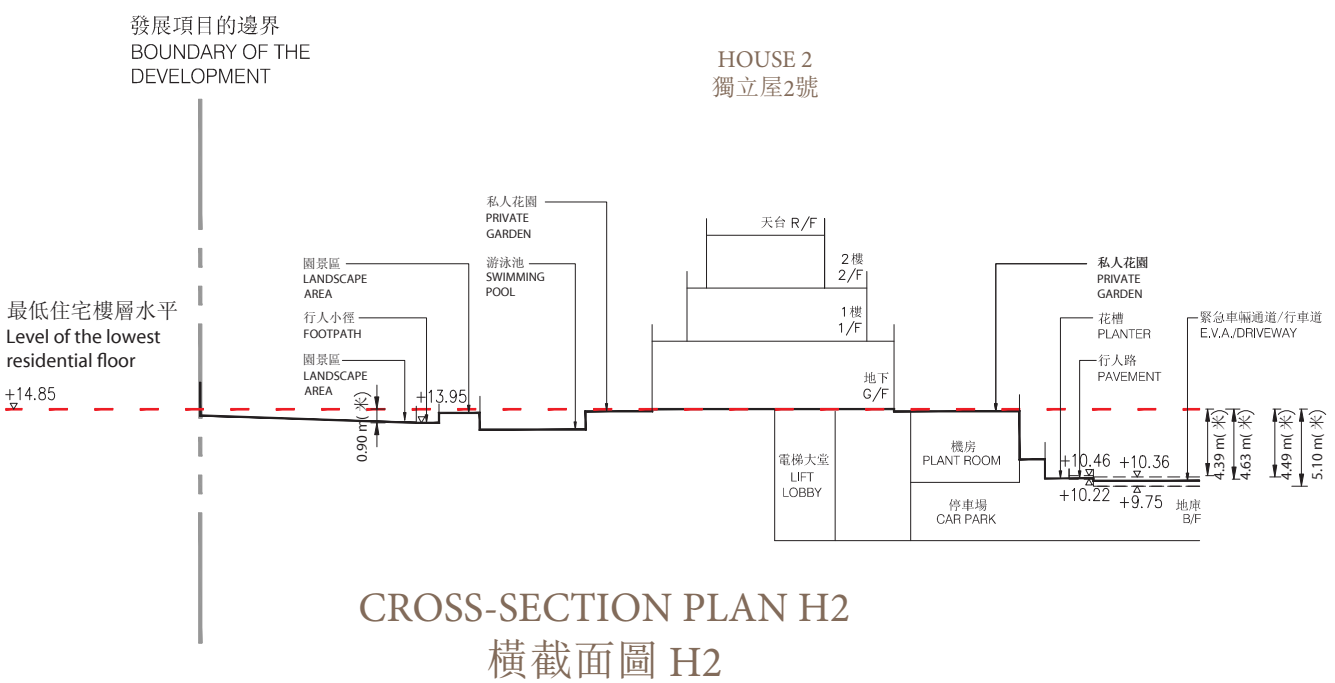 發展項目的邊界
BOUNDARY OF THE
DEVELOPMENT
HOUSE 2
獨立屋2號
私人花園
PRIVATE
GARDEN
天台 R/F
園景區
LANDSCAPE
AREA
游泳池
SWIMMING
POOL
2樓
2/F
私人花園
PRIVATE
GARDEN
最低住宅樓層水平
Level of the lowest
residential floor
行人小徑
FOOTPATH
1樓
1/F
花槽
PLANTER
緊急車輛通道/行車道
E.V.A./DRIVEWAY
園景區
LANDSCAPE
AREA
地下
G/F
行人路
PAVEMENT
+14.85
+13.95
0.90 m(米)
電梯大堂
LIFT
LOBBY
機房
PLANT ROOM
停車場
CAR PARK
+10.46
+10.36
+10.22
+9.75
地庫
B/F
4.39 m(米)
4.63 m(米)
4.49 m(米)
5.10 m(米)
CROSS-SECTION PLAN H2
橫截面圖 H2